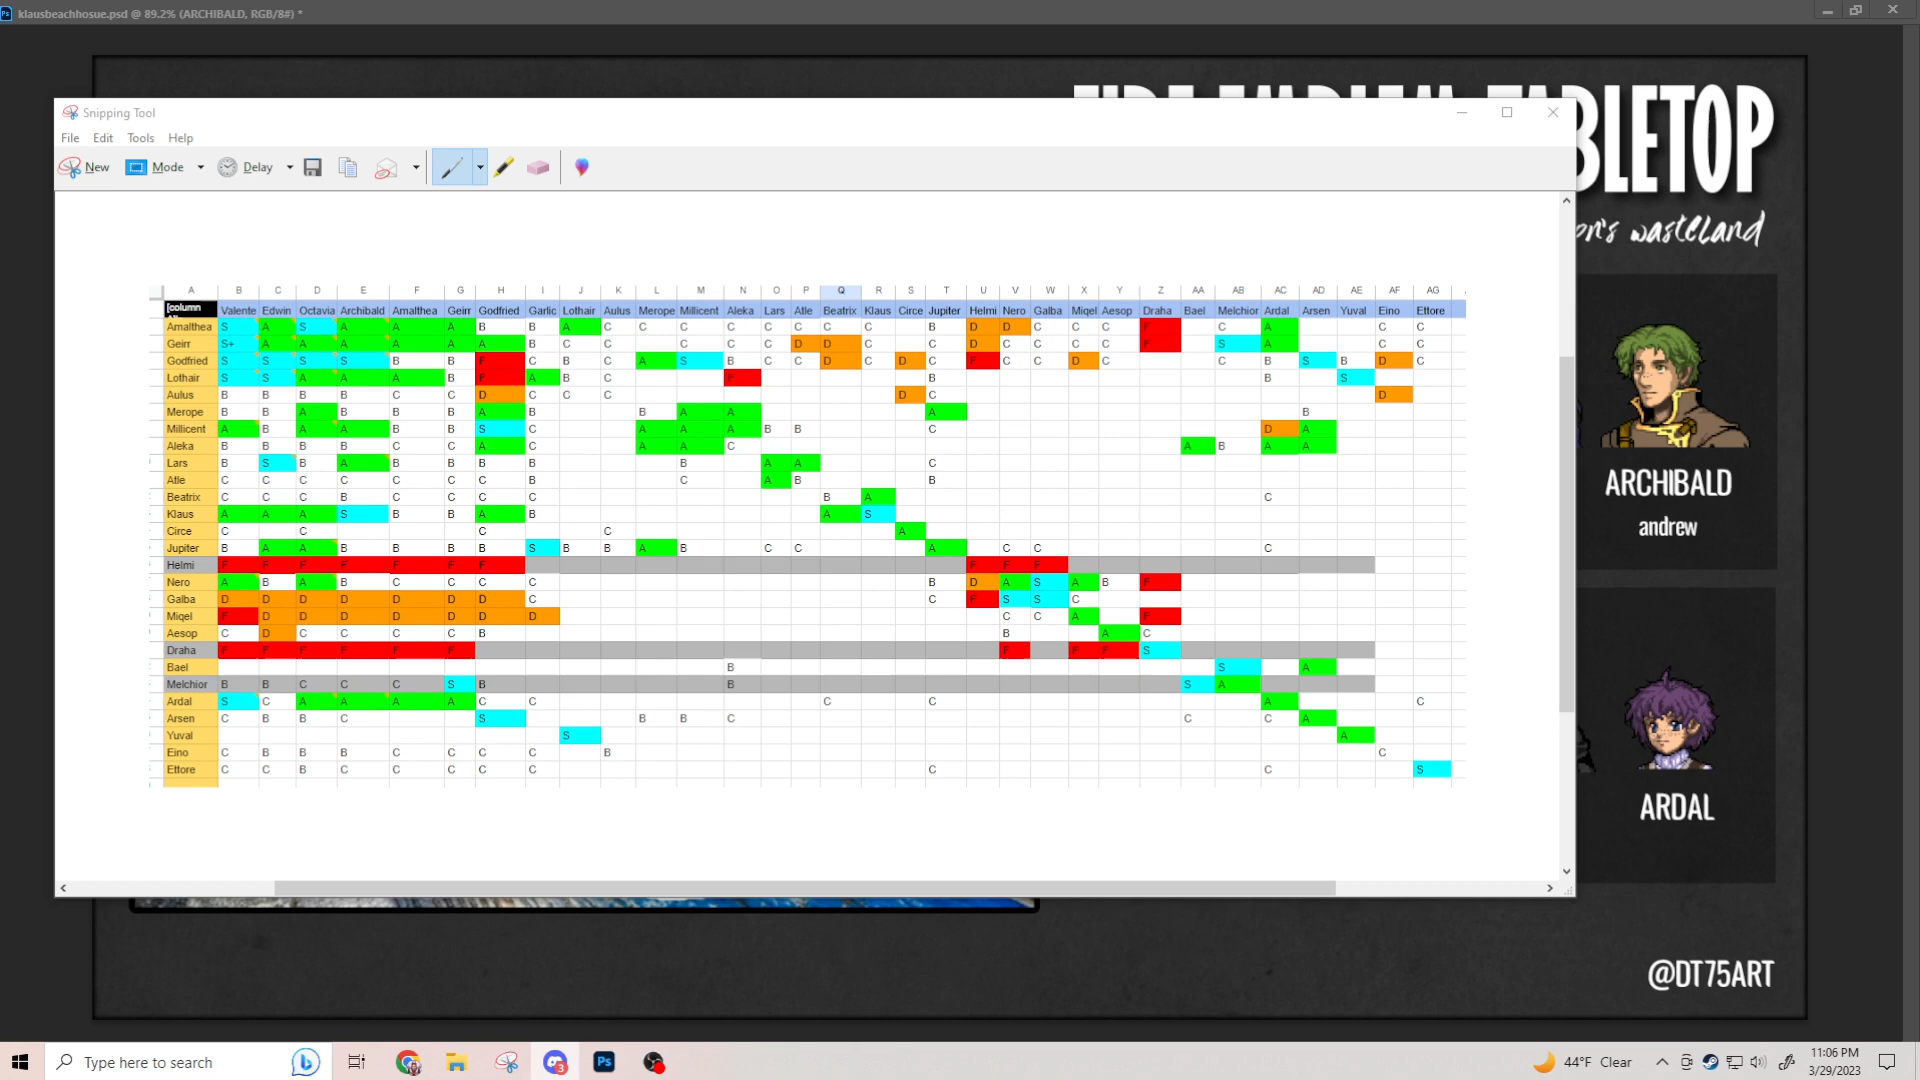 klausbeachhosue.psd @ 89.2% (ARCHIBALD, RGB/8#) *
Snipping Tool
File Edit Tools Help
New Mode Delay
BLETOP
on's wasteland
A B C D E F G H I J K L M N O P Q R S T U V W X Y Z AA AB AC AD AE AF AG
[column Valente Edwin Octavia Archibald Amalthea Geirr Godfried Garlic Lothair Aulus Merope Millicent Aleka Lars Atle Beatrix Klaus Circe Jupiter Helmi Nero Galba Miqel Aesop Draha Bael Melchior Ardal Arsen Yuval Eino Ettore
Amalthea S A S A A A B B A C C C C C C C C C B D D C C C F C A C C
Geirr S+ A A A A A A B C C C C C D D C C D C C C C F S A C C
Godfried S S S S B B F C B C A S B C C D C D C F C C D C C B S B D C
Lothair S S A A A B F A B C F B B S
Aulus B B B B C C D C C C D C D
Merope B B A B B B A B B A A A B
Millicent A B A A B B S C A A A B B C D A
Aleka B B B B C C A C A A C A B A A
Lars B S B A B B B B B A A C
Atle C C C C C C C B C A B B
Beatrix C C C B C C C C B A C
Klaus A A A S B B A B A S
Circe C C C C A
Jupiter B A A B B B B S B B A B C C A C C C
Helmi F F F F F F F F F F
Nero A B A B C C C C B D A S A B F
Galba D D D D D D D C C F S S C
Miqel F D D D D D D D C C A F
Aesop C D C C C C B B A C
Draha F F F F F F F F F S
Bael B S A
Melchior B B C C C S B B S A
Ardal S C A A A A C C C C A C
Arsen C B B C S B B C C C A
Yuval S A
Eino C B B B C C C C B C
Ettore C C B C C C C C C C S
ARCHIBALD
andrew
ARDAL
@DT75ART
Type here to search
3
Ps
44°F Clear
11:06 PM
3/29/2023